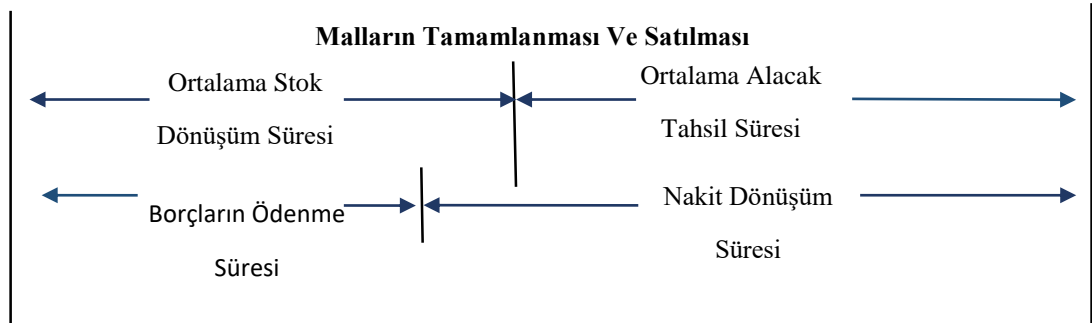 Malların Tamamlanması Ve Satılması
Ortalama Stok
Dönüşüm Süresi
Ortalama Alacak
Tahsil Süresi
Borçların Ödenme
Süresi
Nakit Dönüşüm
Süresi